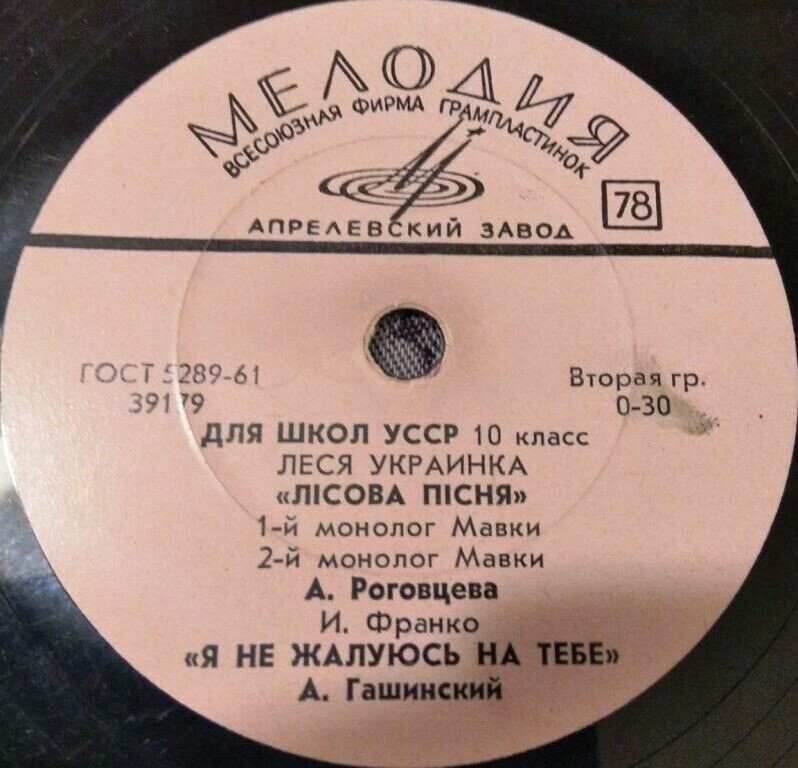 МЕЛОДИЯ
ВСЕСОЮЗНАЯ ФИРМА ГРАМПЛАСТИНОК
78
АПРЕЛЕВСКИЙ ЗАВОД
ГОСТ 5289-61
Вторая гр.
39179
0-30
ДЛЯ ШКОЛ УССР 10 класс
ЛЕСЯ УКРАИНКА
«ЛІСОВА ПІСНЯ»
1-й монолог Мавки
2-й монолог Мавки
А. Роговцева
И. Франко
«Я НЕ ЖАЛУЮСЬ НА ТЕБЕ»
А. Гашинский